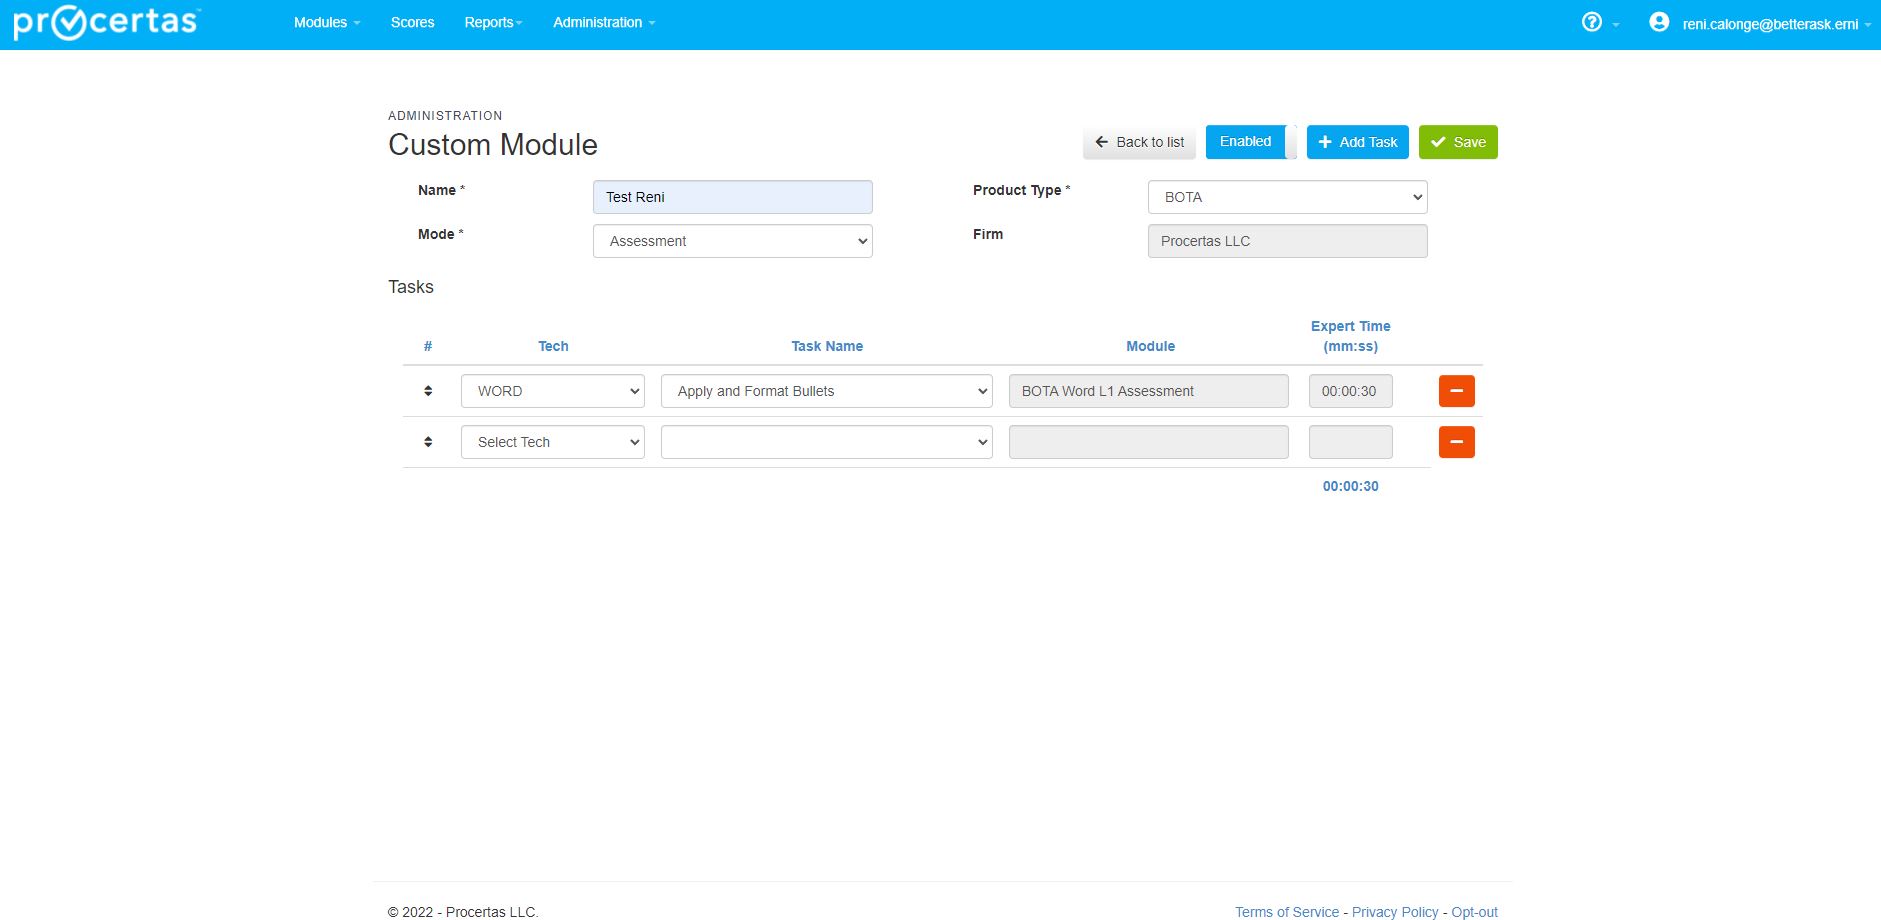 procertas™
Modules Scores Reports Administration
reni.calonge@betterask.erni
ADMINISTRATION
Custom Module
Back to list Enabled Add Task Save
Name * Test Reni Product Type * BOTA
Mode * Assessment Firm Procertas LLC
Tasks
# Tech Task Name Module Expert Time
(mm:ss)
WORD Apply and Format Bullets BOTA Word L1 Assessment 00:00:30
Select Tech
00:00:30
© 2022 - Procertas LLC. Terms of Service - Privacy Policy - Opt-out